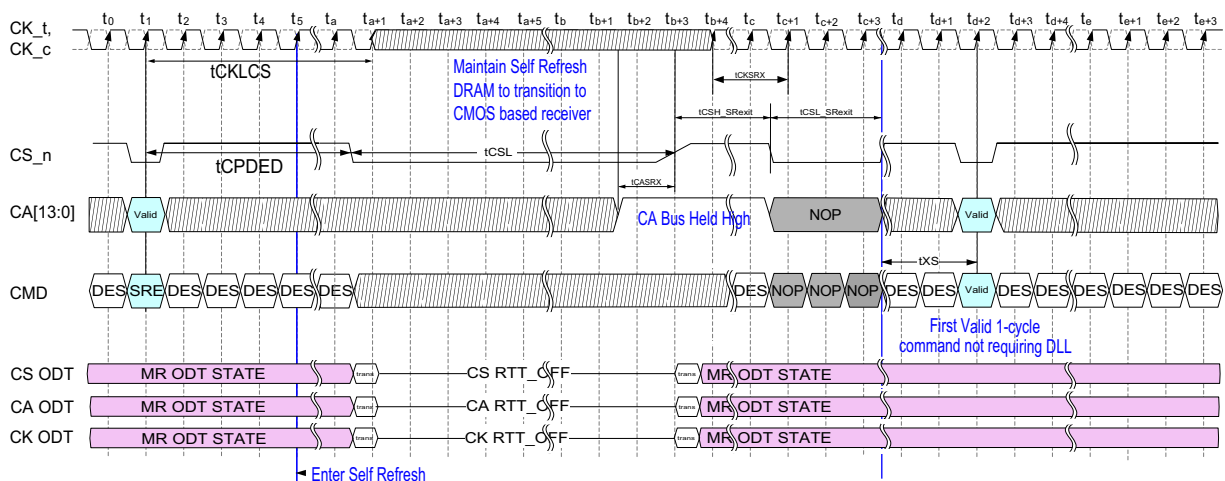 t0 t1 t2 t3 t4 t5 ta ta+1 ta+2 ta+3 ta+4 ta+5 tb tb+1 tb+2 tb+3 tb+4 tc tc+1 tc+2 tc+3 td td+1 td+2 td+3 td+4 te te+1 te+2 te+3
CK_t,
CK_c
tCKLCS
Maintain Self Refresh
DRAM to transition to
CMOS based receiver
tCKSRX
tCSH_SRexit
tCSL_SRexit
CS_n
tCPDED
tCSL
tCASRX
CA[13:0]
Valid
CA Bus Held High
NOP
Valid
tXS
CMD
DES SRE DES DES DES DES DES DES NOP NOP NOP DES DES Valid DES DES DES DES DES DES
First Valid 1-cycle
command not requiring DLL
CS ODT MR ODT STATE trans CS RTT_OFF trans MR ODT STATE
CA ODT MR ODT STATE trans CA RTT_OFF trans MR ODT STATE
CK ODT MR ODT STATE trans CK RTT_OFF trans MR ODT STATE
Enter Self Refresh